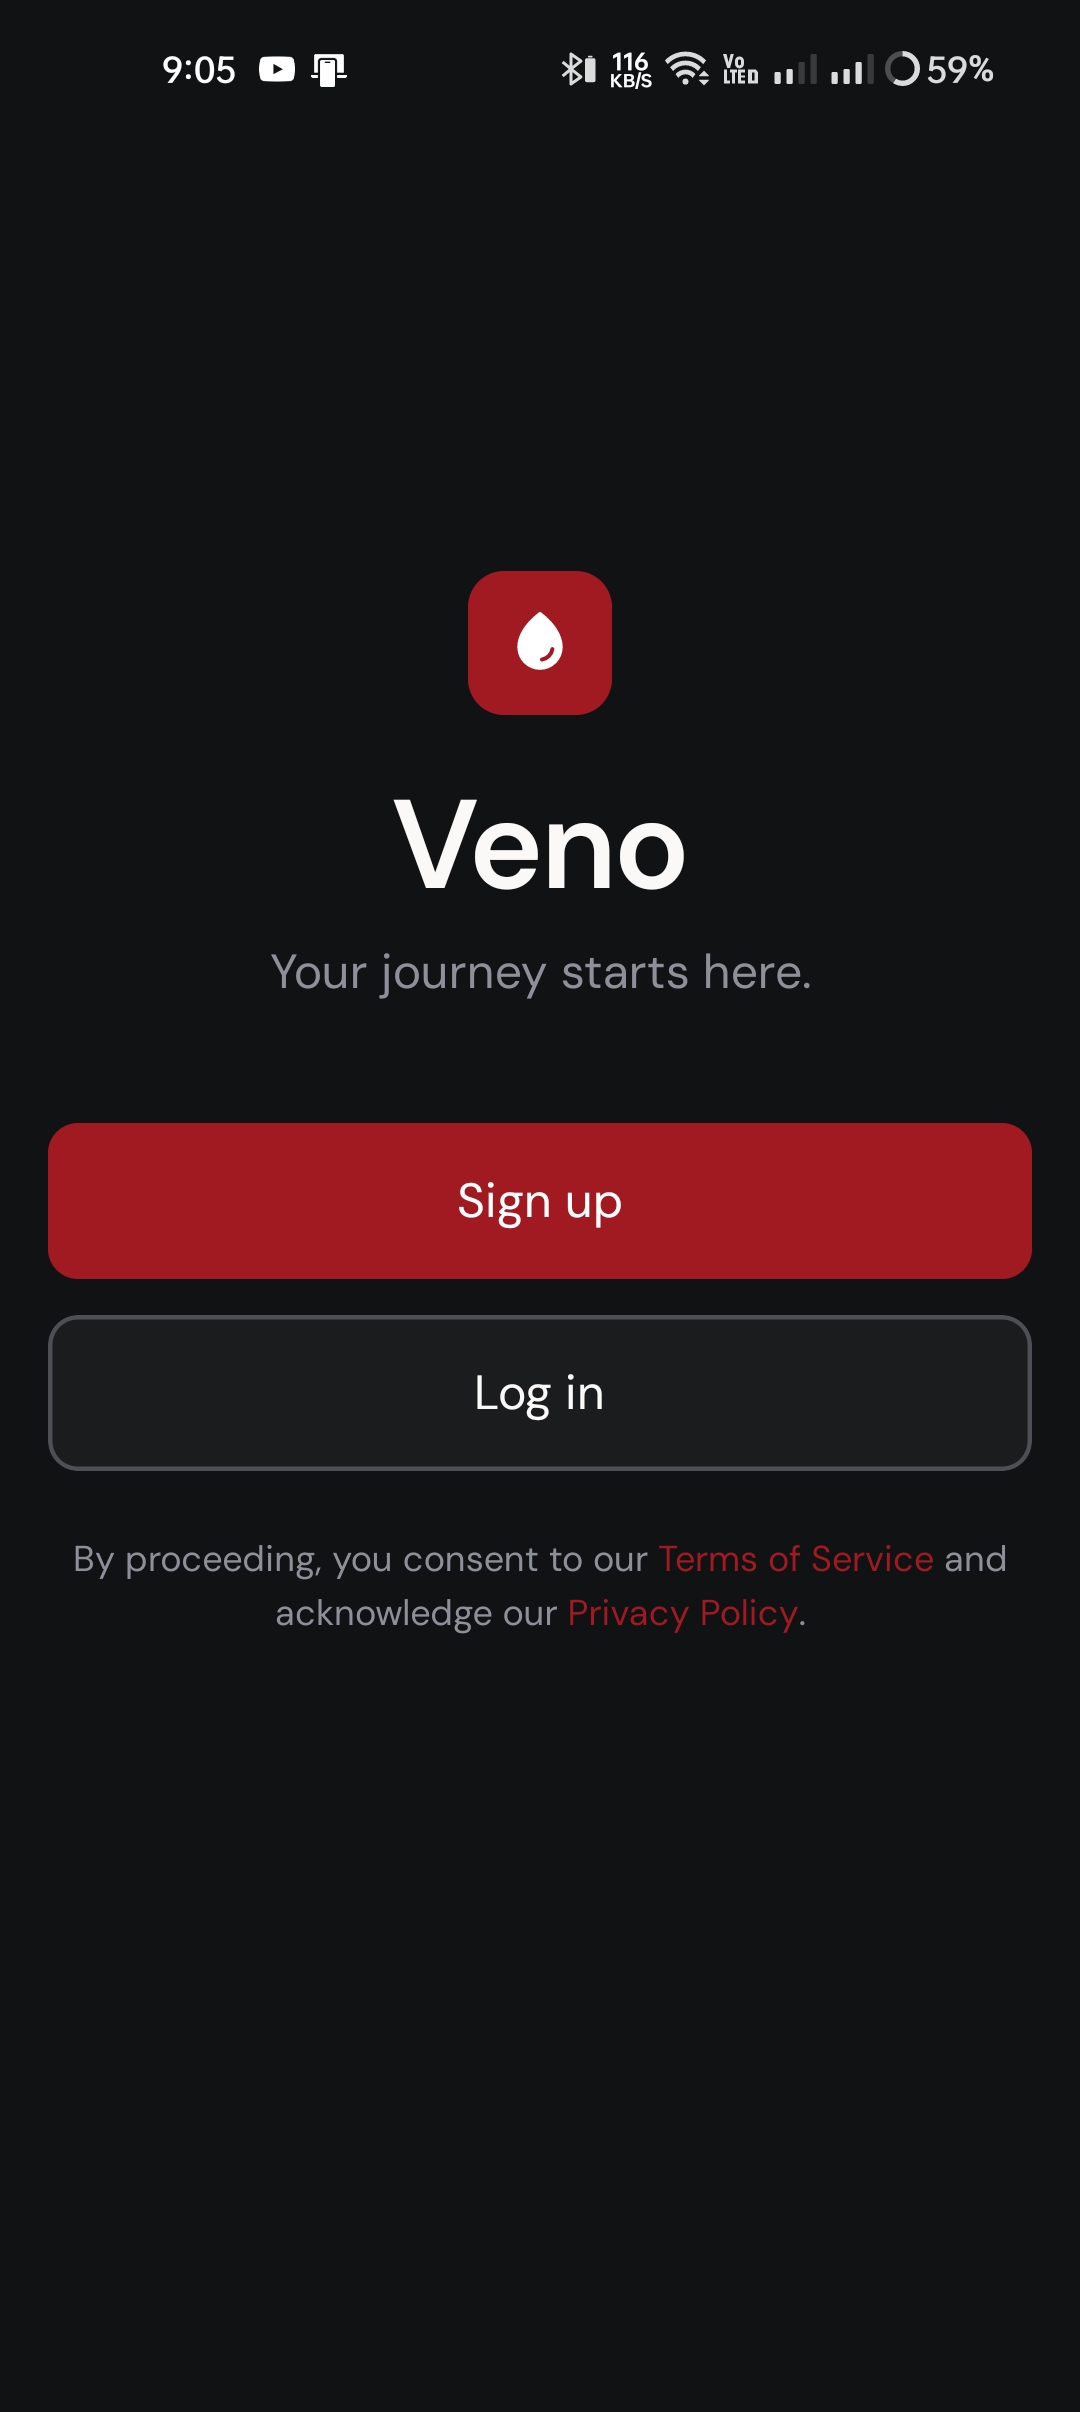 9:05 116 KB/S Vo LTE 59%
Veno
Your journey starts here.
Sign up
Log in
By proceeding, you consent to our Terms of Service and
acknowledge our Privacy Policy.